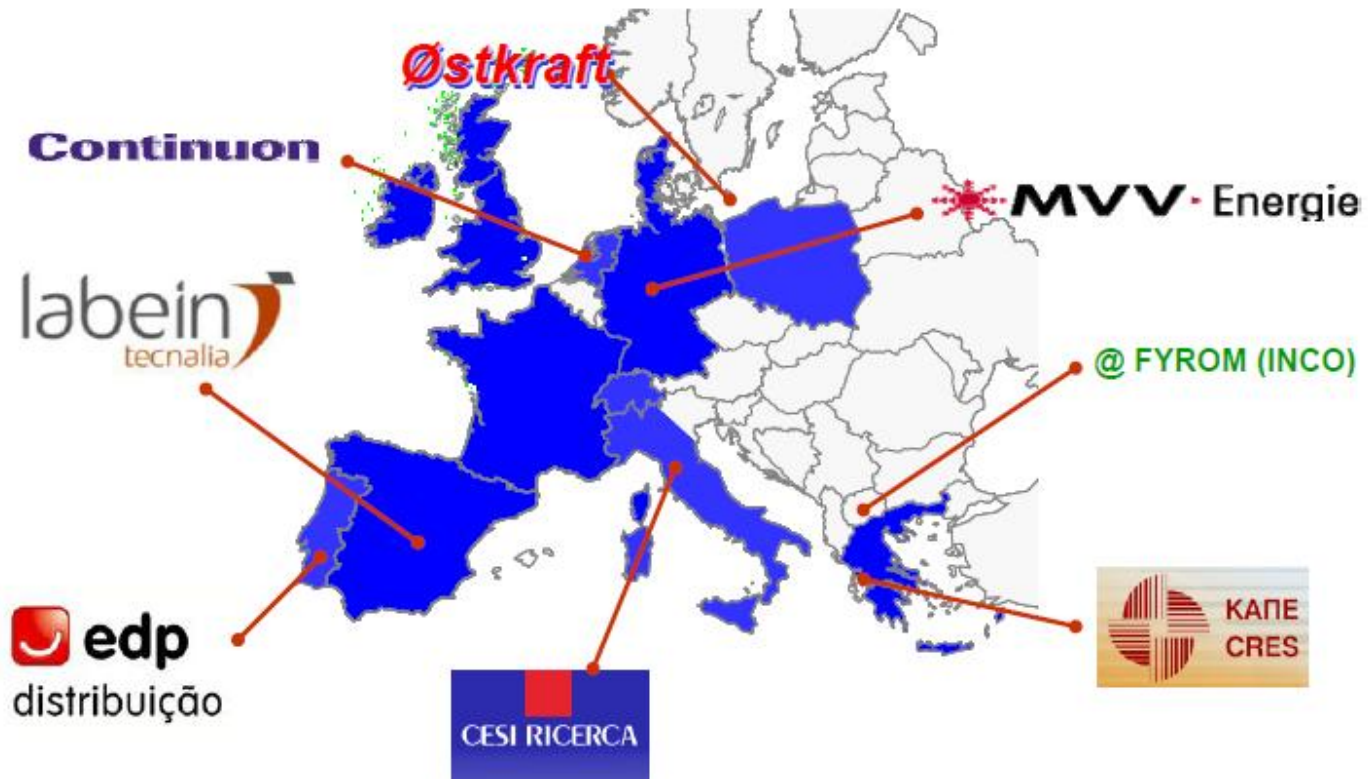 Østkraft
Continuon
MVV Energie
labein
tecnalia
@ FYROM (INCO)
edp
distribuição
ΚΑΠΕ
CRES
CESI RICERCA